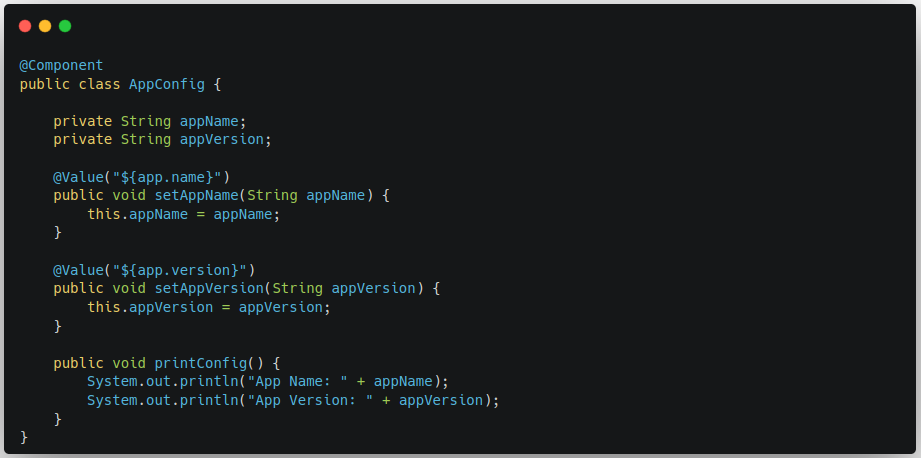 @Component
public class AppConfig {
    private String appName;
    private String appVersion;
    @Value("${app.name}")
    public void setAppName(String appName) {
        this.appName = appName;
    }
    @Value("${app.version}")
    public void setAppVersion(String appVersion) {
        this.appVersion = appVersion;
    }
    public void printConfig() {
        System.out.println("App Name: " + appName);
        System.out.println("App Version: " + appVersion);
    }
}